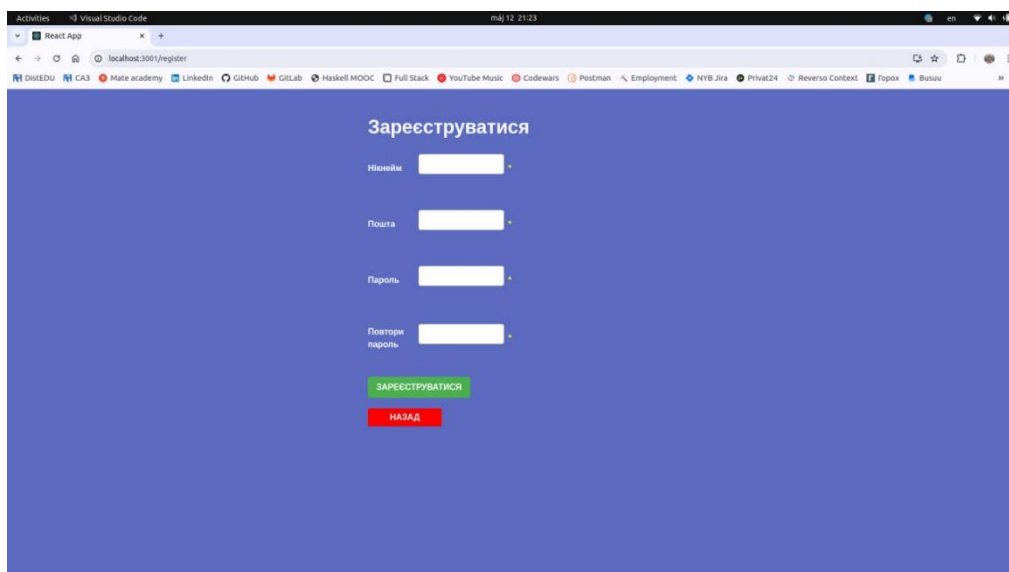 Activities Visual Studio Code máj 12 21:23 en
React App
localhost:3001/register
DistEDU CA3 Mate academy LinkedIn GitHub GitLab Haskell MOOC Full Stack YouTube Music Codewars Postman Employment NYB Jira Privat24 Reverso Context Горох Busuu
Зареєструватися
Нікнейм *
Пошта *
Пароль *
Повтори
пароль *
ЗАРЕЄСТРУВАТИСЯ
НАЗАД